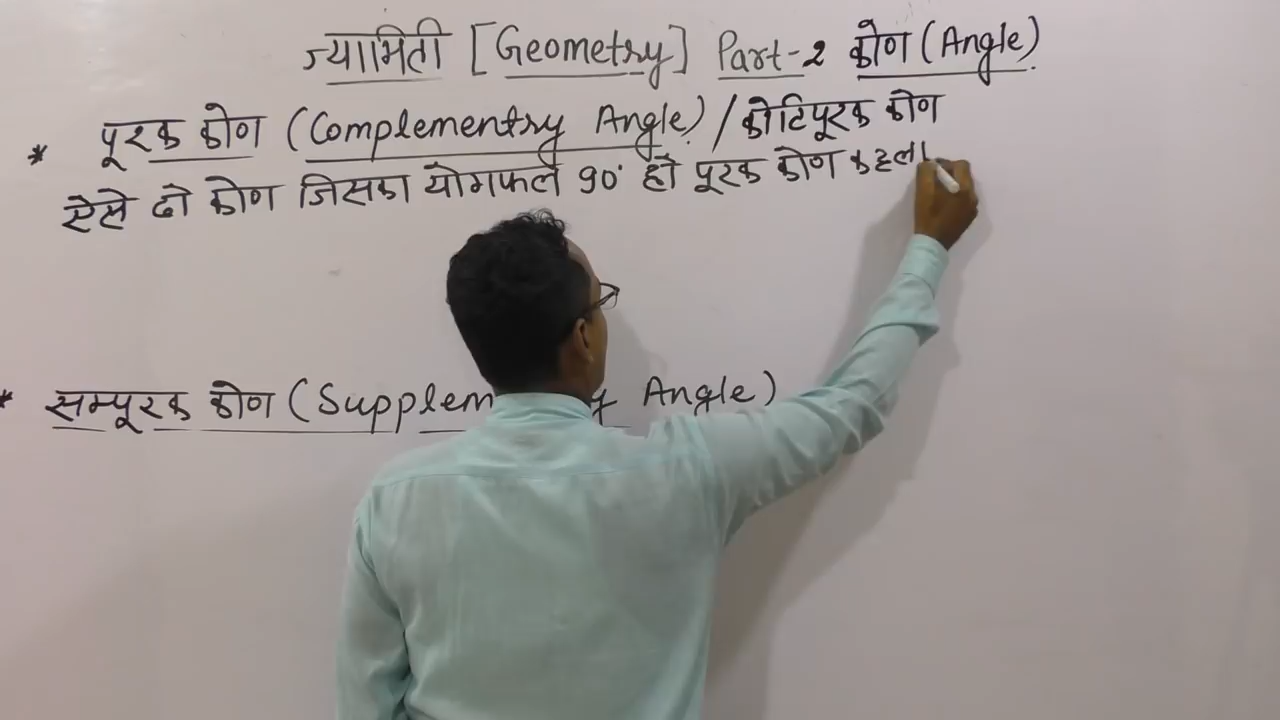 ज्यामिती [Geometry] Part-2 कोण (Angle)
* पूरक कोण (Complementry Angle) / कोटिपूरक कोण
ऐसे दो कोण जिसका योगफल 90° हो पूरक कोण कहला
* सम्पूरक कोण (Supplem y Angle)